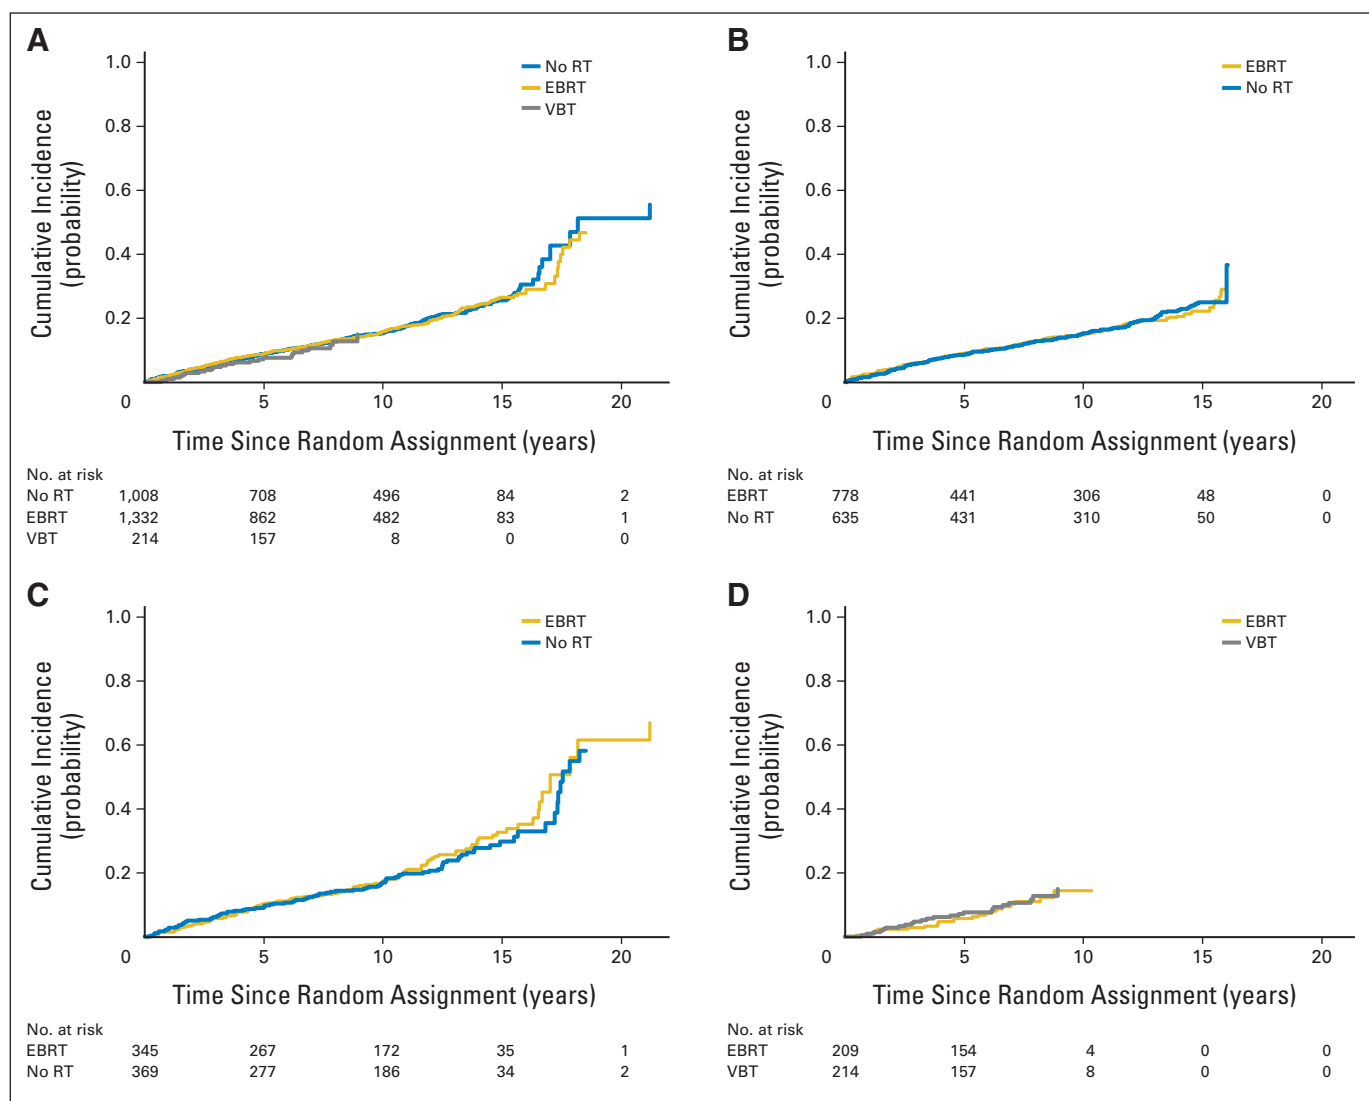 A
1.0
0.8
0.6
0.4
0.2
0
5
10
15
20
Cumulative Incidence
(probability)
No RT
EBRT
VBT
Time Since Random Assignment (years)
No. at risk
No RT 1,008 708 496 84 2
EBRT 1,332 862 482 83 1
VBT 214 157 8 0 0
B
1.0
0.8
0.6
0.4
0.2
0
5
10
15
20
Cumulative Incidence
(probability)
EBRT
No RT
Time Since Random Assignment (years)
No. at risk
EBRT 778 441 306 48 0
No RT 635 431 310 50 0
C
1.0
0.8
0.6
0.4
0.2
0
5
10
15
20
Cumulative Incidence
(probability)
EBRT
No RT
Time Since Random Assignment (years)
No. at risk
EBRT 345 267 172 35 1
No RT 369 277 186 34 2
D
1.0
0.8
0.6
0.4
0.2
0
5
10
15
20
Cumulative Incidence
(probability)
EBRT
VBT
Time Since Random Assignment (years)
No. at risk
EBRT 209 154 4 0 0
VBT 214 157 8 0 0